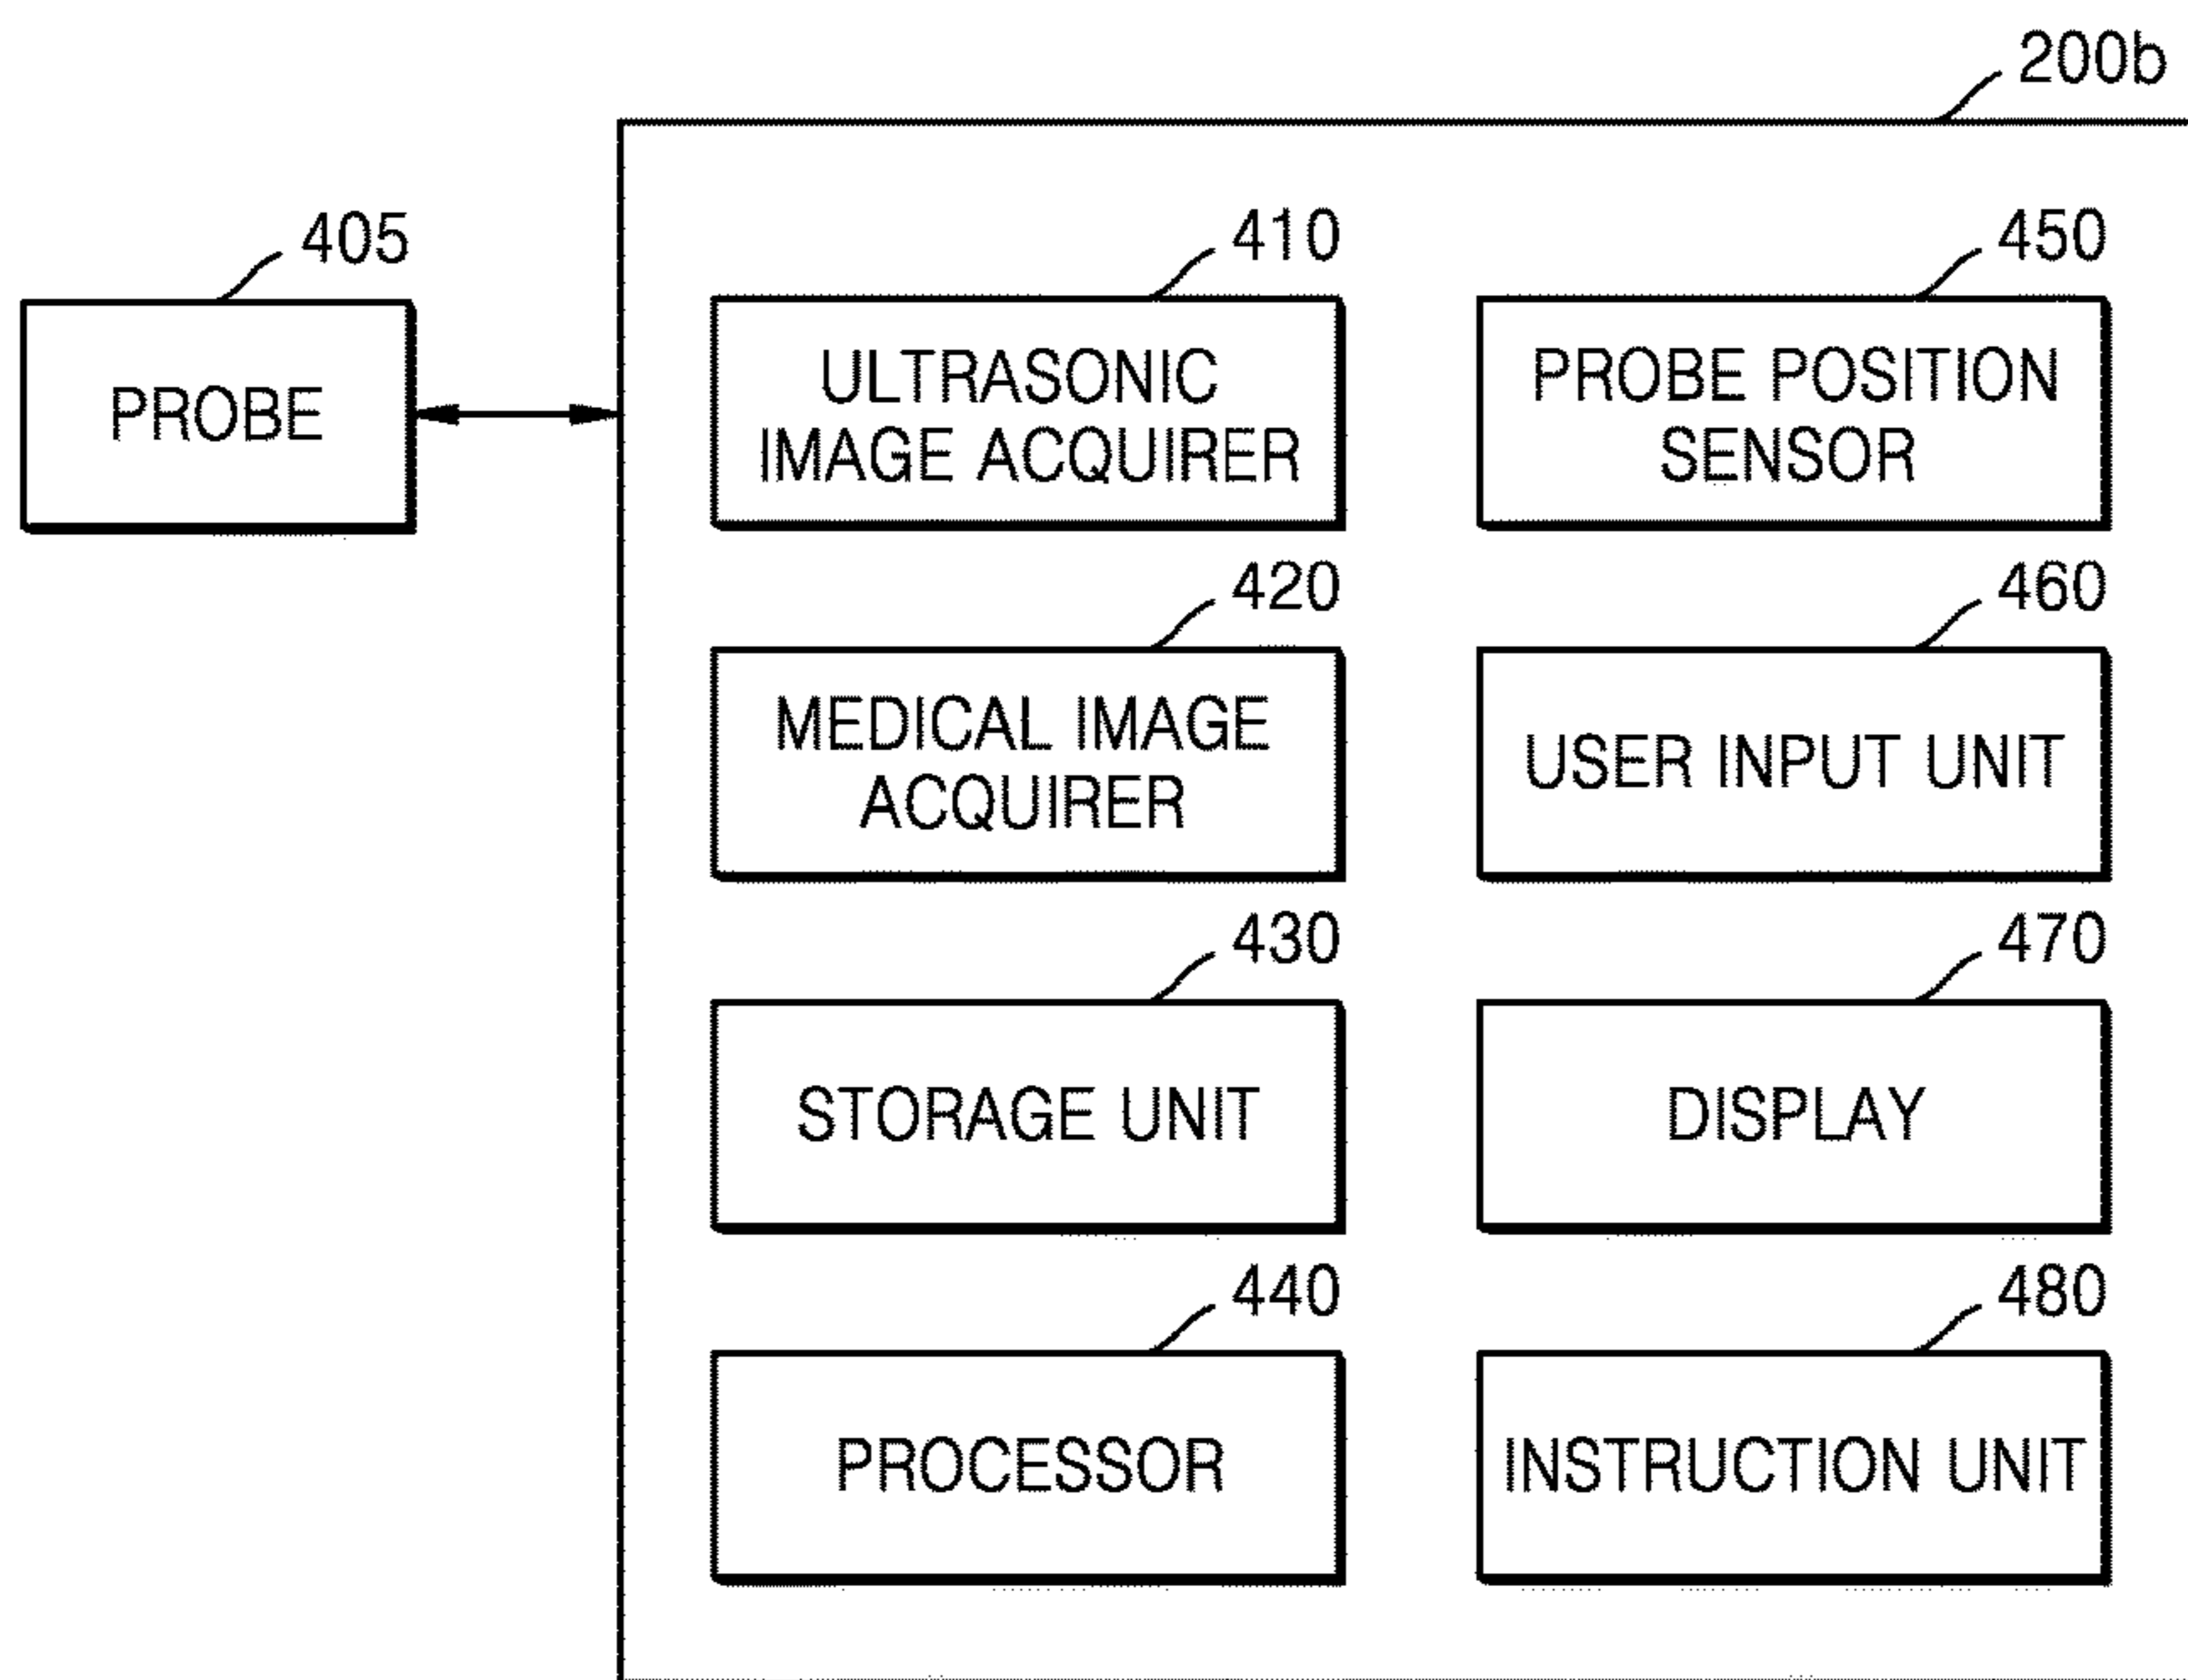 200b
405
PROBE
410
ULTRASONIC
IMAGE ACQUIRER
450
PROBE POSITION
SENSOR
420
MEDICAL IMAGE
ACQUIRER
460
USER INPUT UNIT
430
STORAGE UNIT
470
DISPLAY
440
PROCESSOR
480
INSTRUCTION UNIT